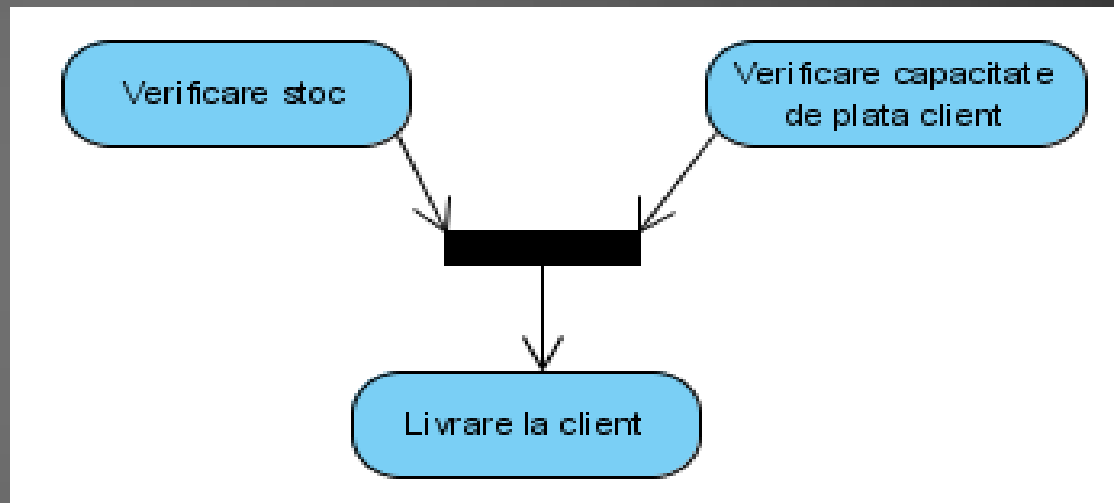 Verificare stoc
Verificare capacitate
de plata client
Livrare la client